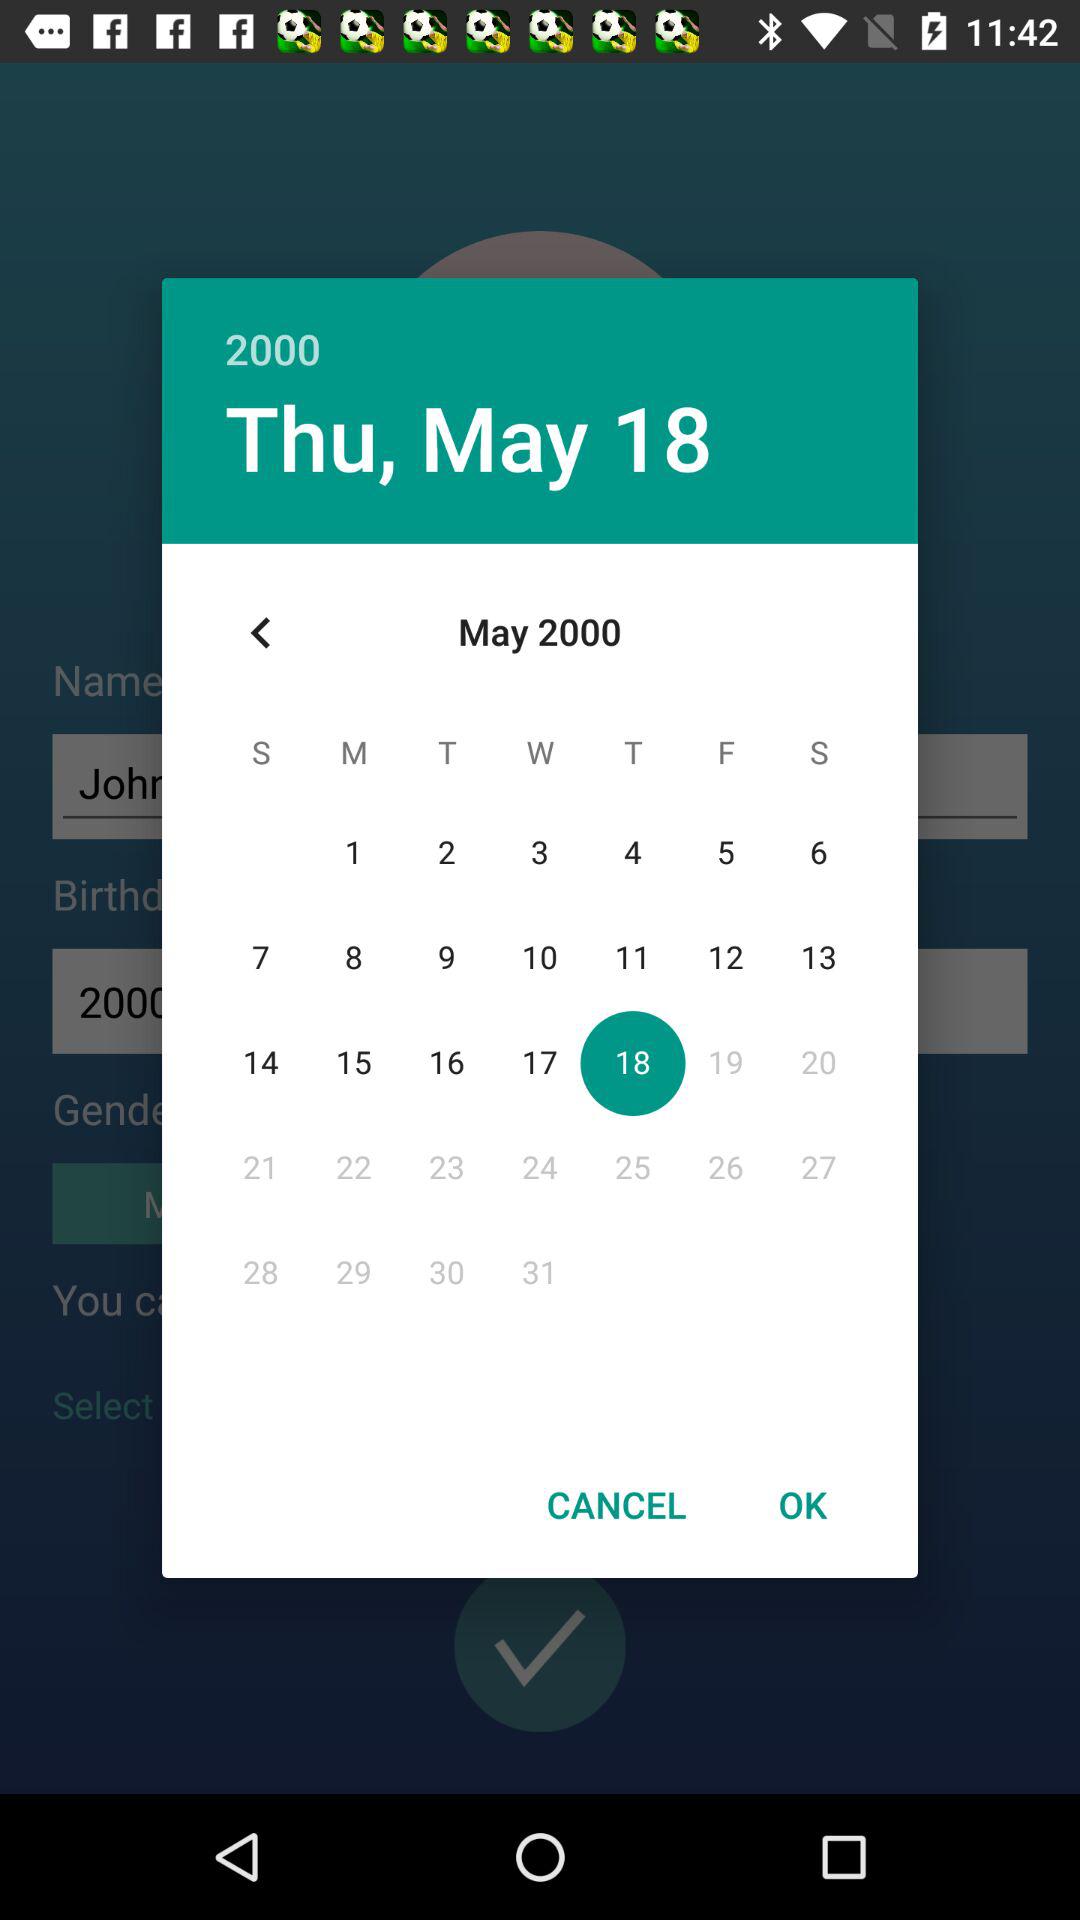 11:42
2000
Thu, May 18
May 2000
S M T W T F S
1 2 3 4 5 6
7 8 9 10 11 12 13
14 15 16 17 18 19 20
21 22 23 24 25 26 27
28 29 30 31
CANCEL OK
Name
John
Birthd
2000
Gende
M
You ca
Select